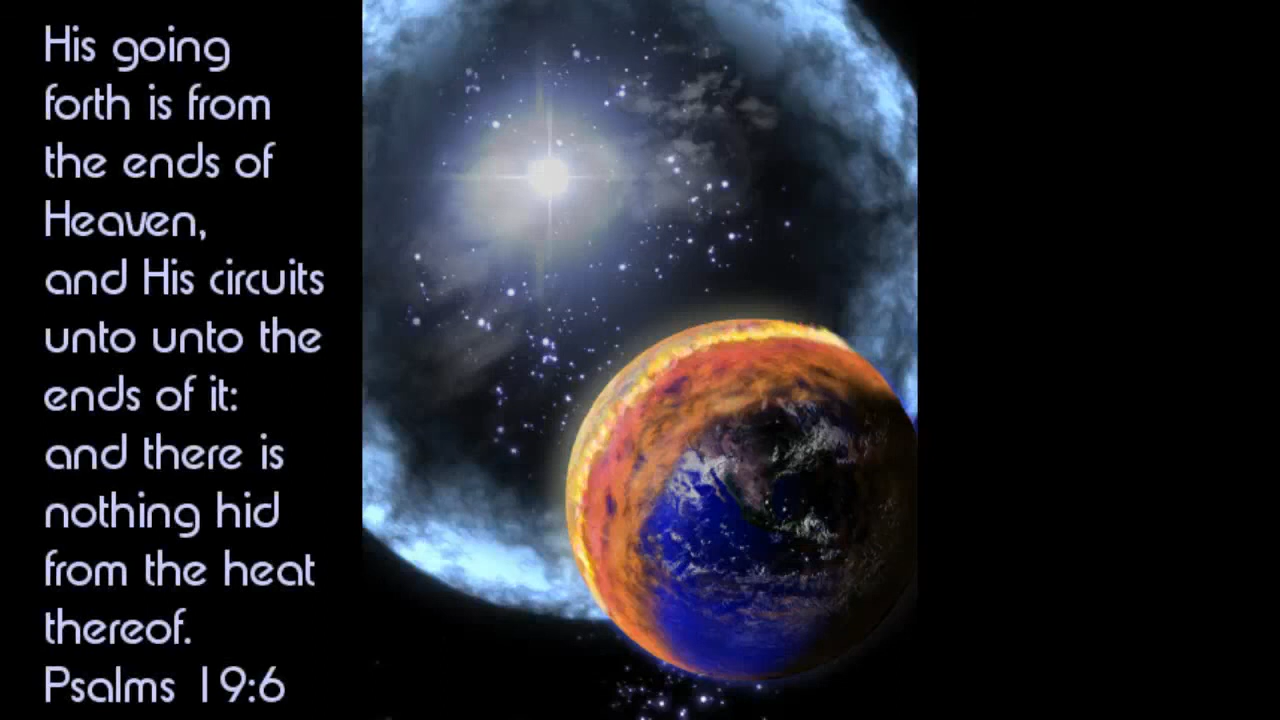 His going
forth is from
the ends of
Heaven,
and His circuits
unto unto the
ends of it:
and there is
nothing hid
from the heat
thereof.
Psalms 19:6